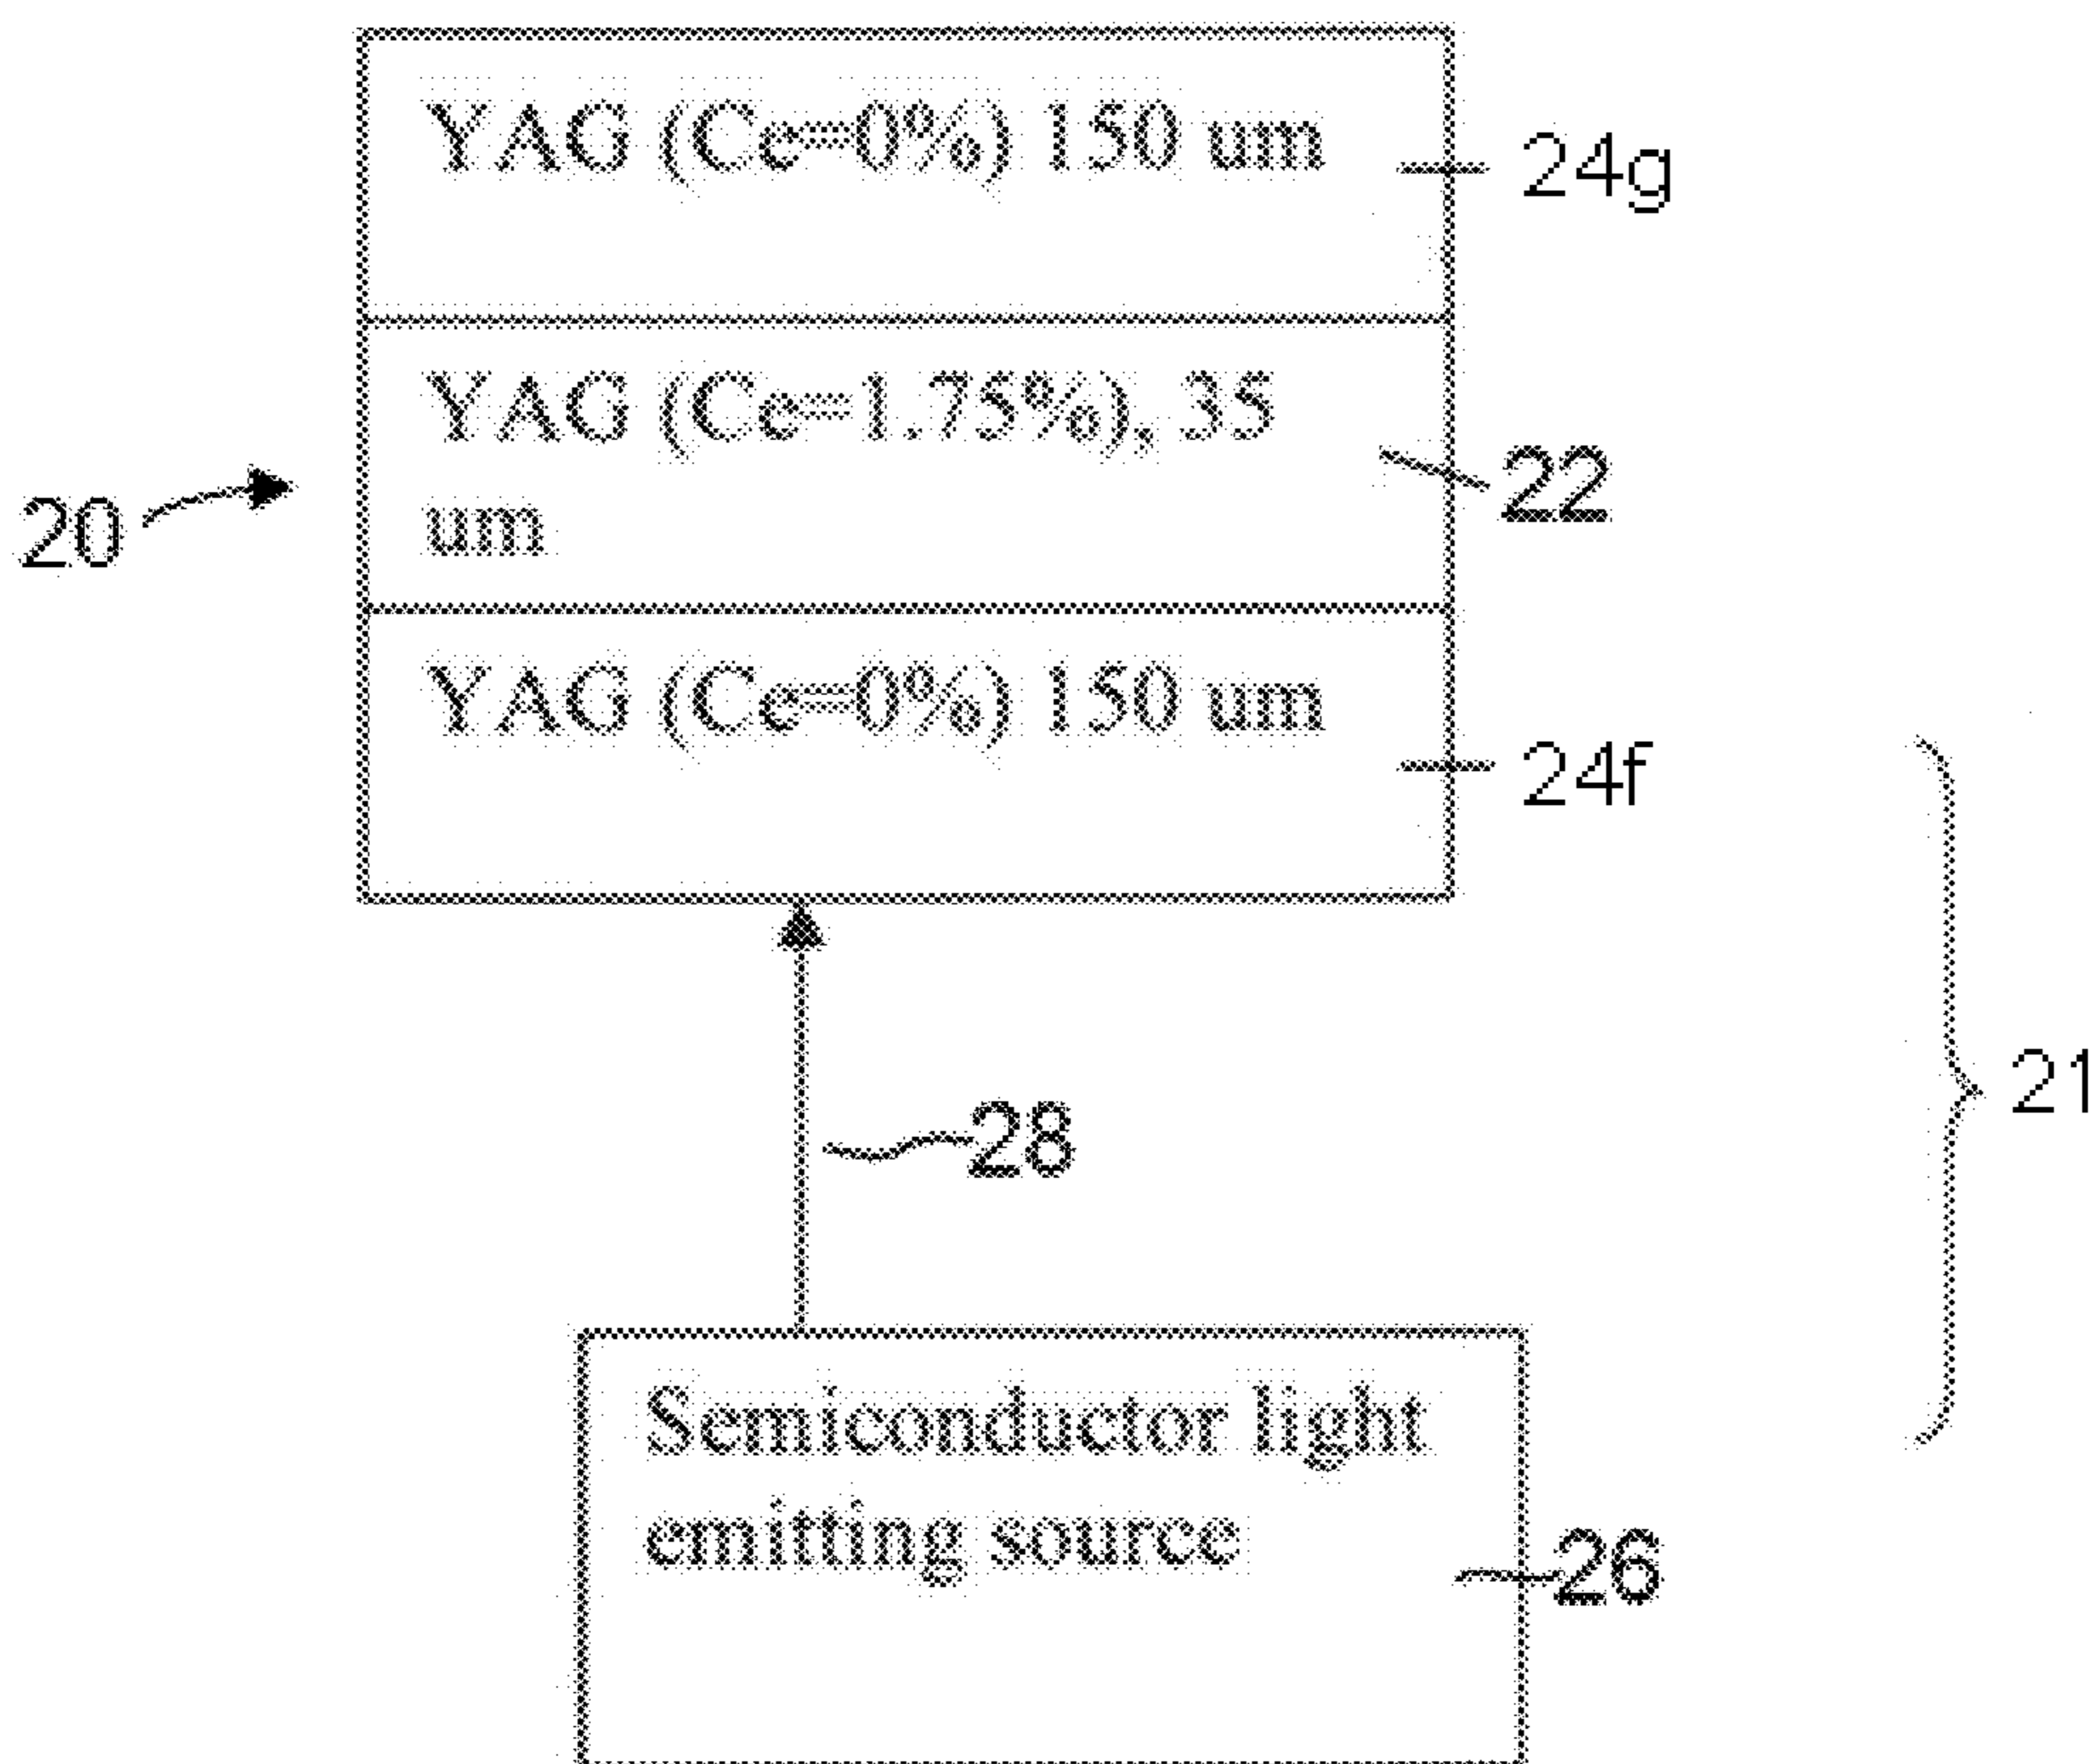 YAG (Ce=0%) 150 um
24g
YAG (Ce=1.75%), 35
um
22
20
YAG (Ce=0%) 150 um
24f
21
28
Semiconductor light
emitting source
26